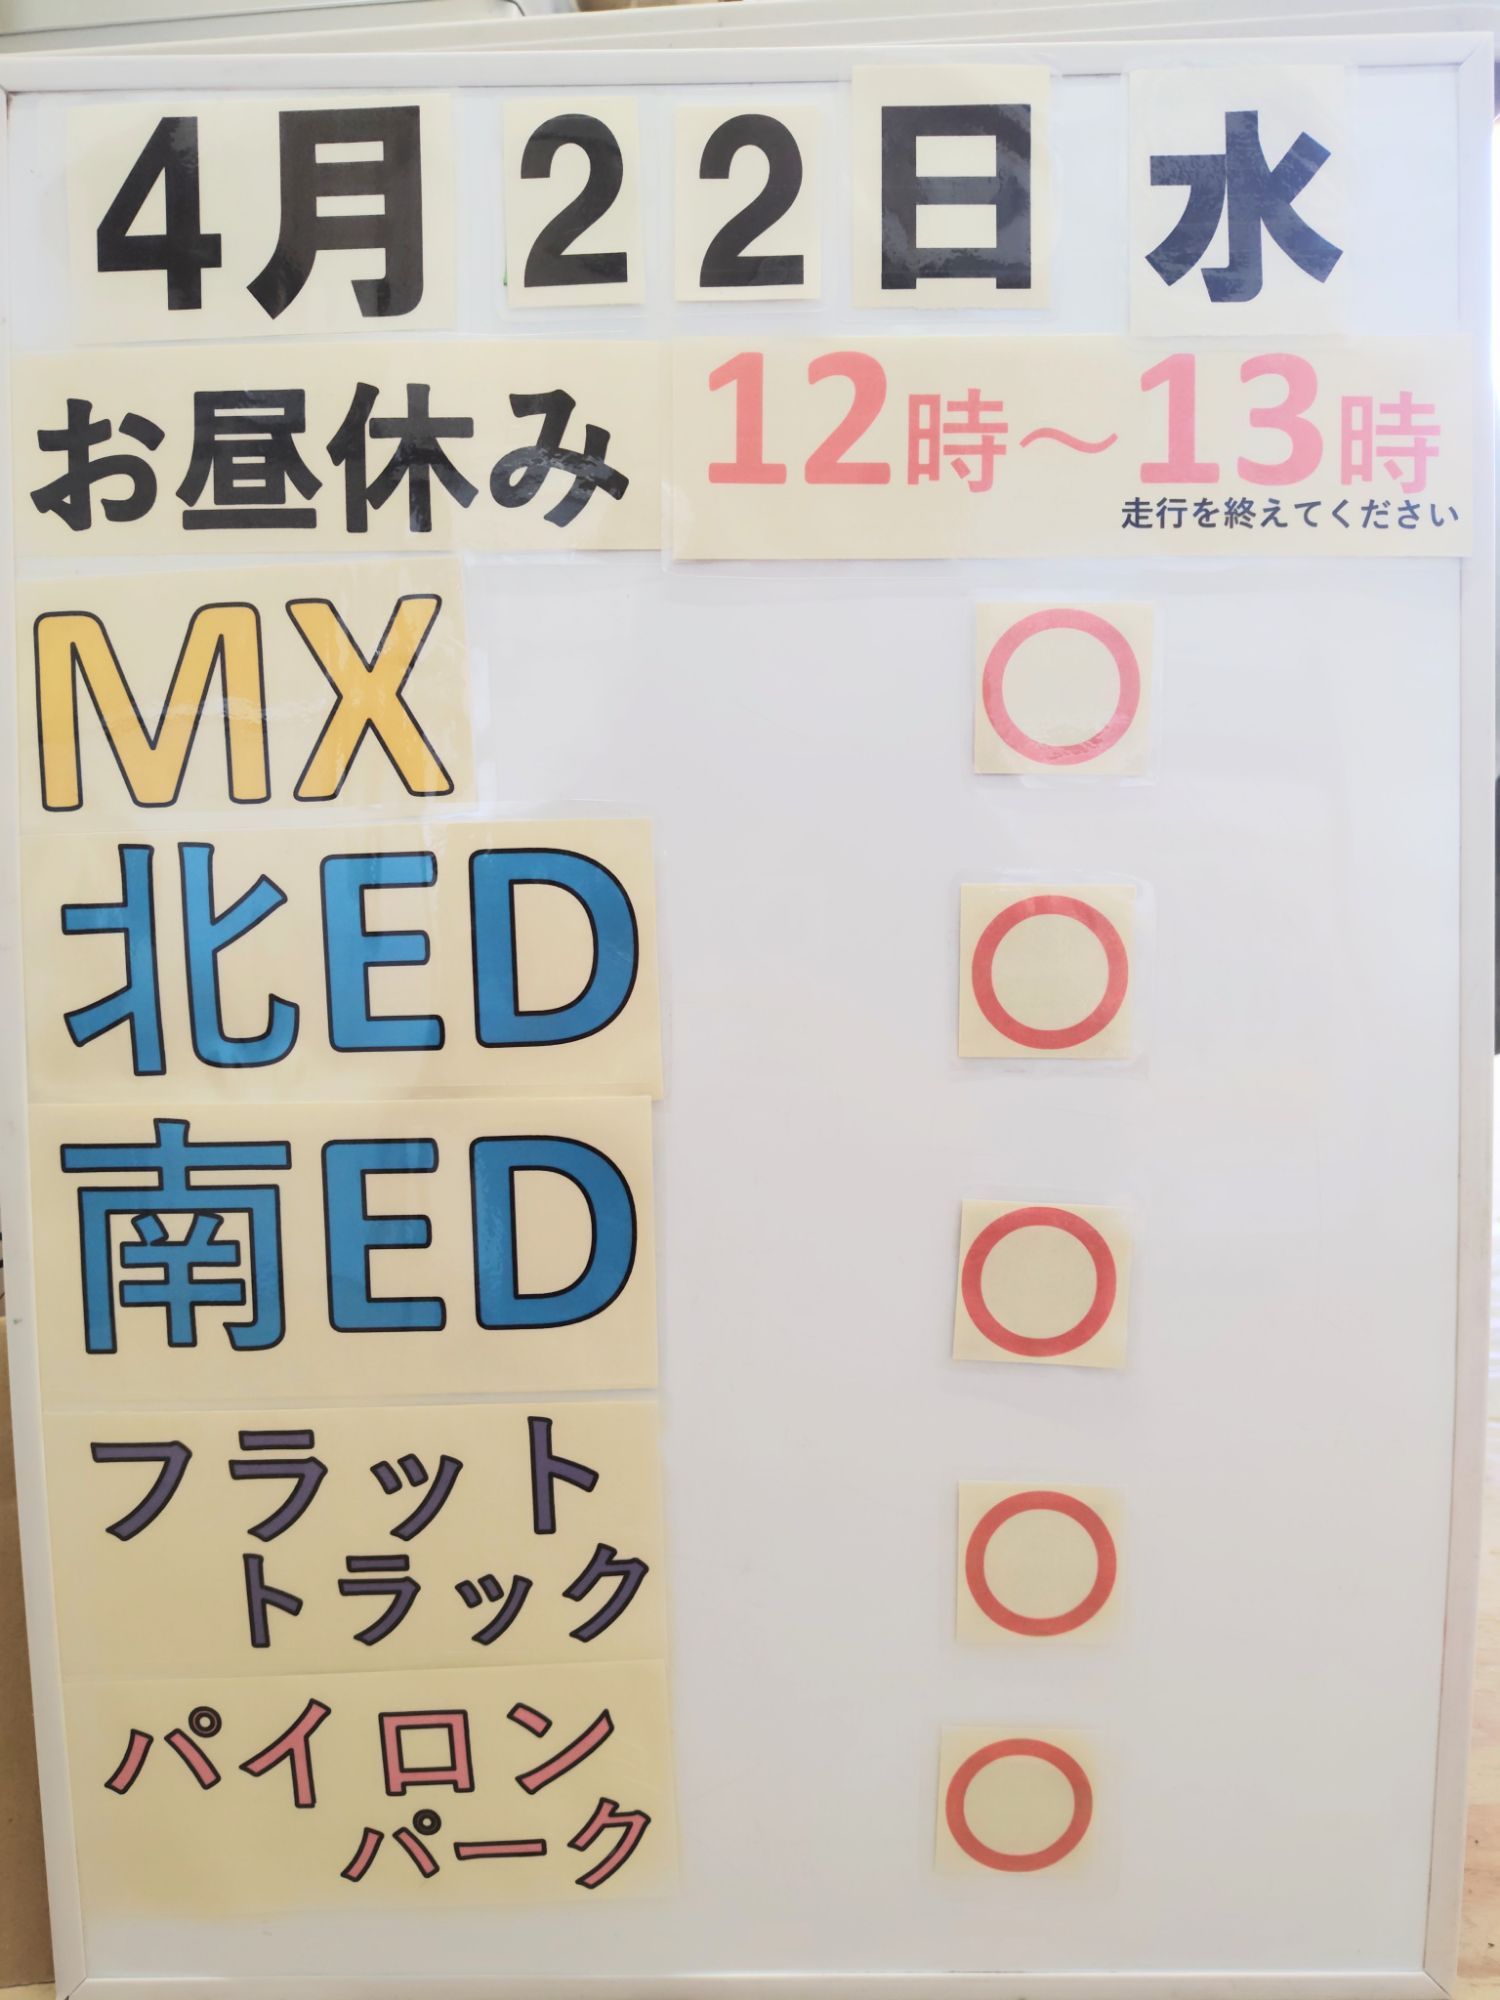 4月22日 水
お昼休み 12時～13時
走行を終えてください
MX ○
北ED ○
南ED ○
フラット
トラック ○
パイロン
パーク ○